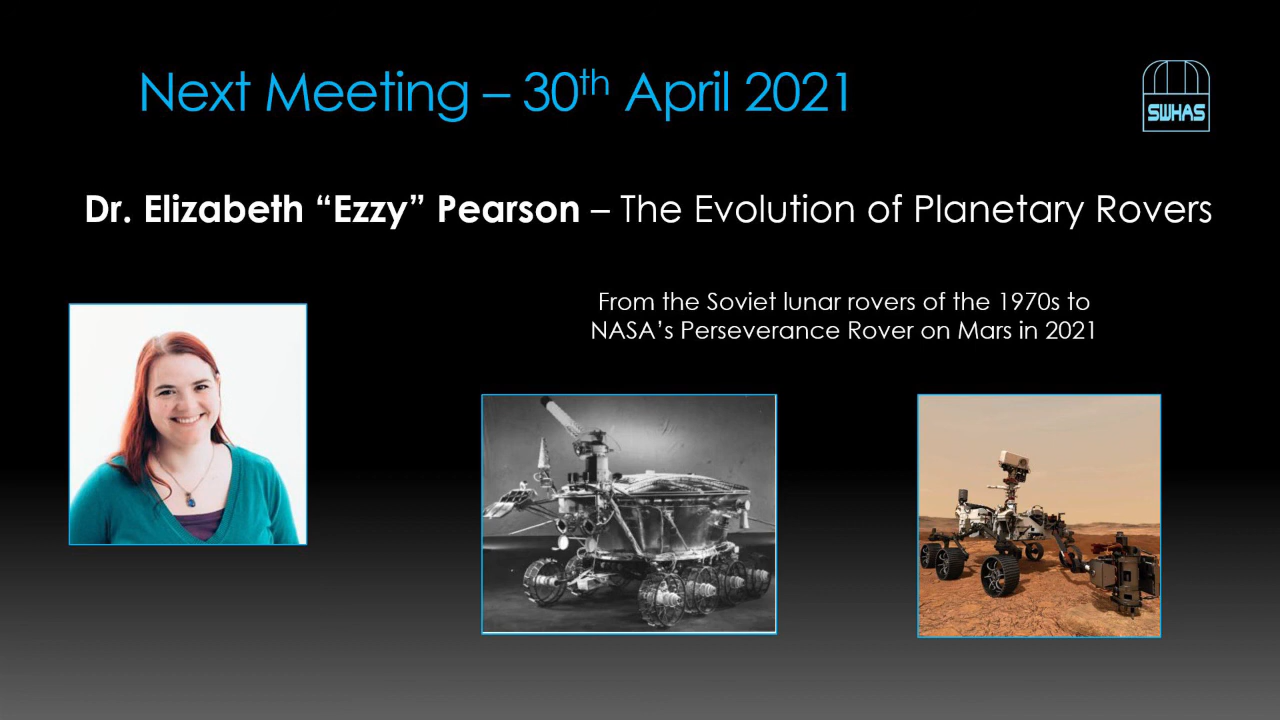 Next Meeting – 30th April 2021
SWHAS
Dr. Elizabeth “Ezzy” Pearson – The Evolution of Planetary Rovers
From the Soviet lunar rovers of the 1970s to
NASA’s Perseverance Rover on Mars in 2021